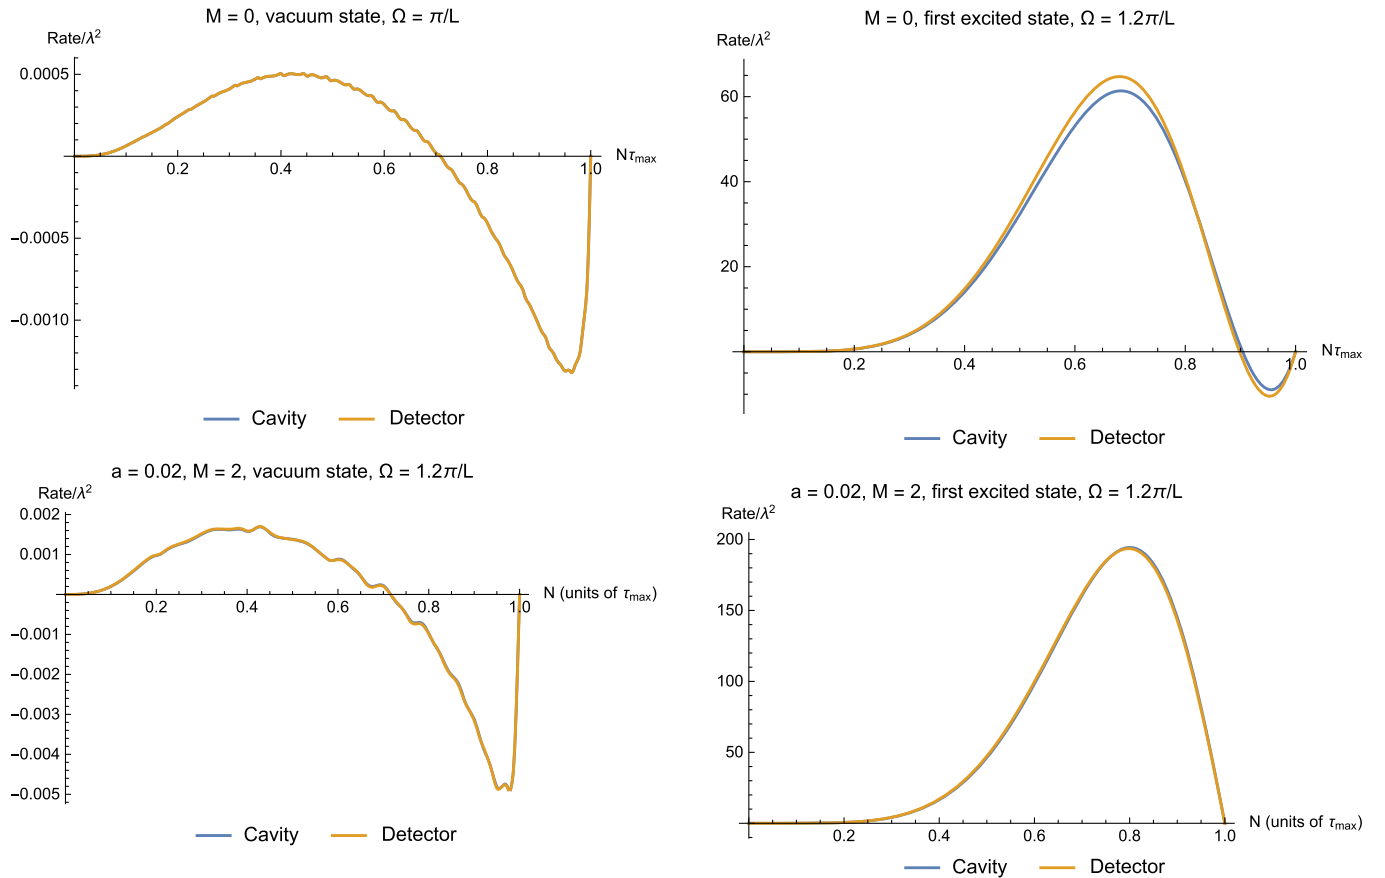 M = 0, vacuum state, Ω = π/L
Rate/λ²
0.0005
−0.0005
−0.0010
0.2 0.4 0.6 0.8 1.0
Nτmax
Cavity Detector
M = 0, first excited state, Ω = 1.2π/L
Rate/λ²
60
40
20
0.2 0.4 0.6 0.8 1.0
Nτmax
Cavity Detector
a = 0.02, M = 2, vacuum state, Ω = 1.2π/L
Rate/λ²
0.002
0.001
−0.001
−0.002
−0.003
−0.004
−0.005
0.2 0.4 0.6 0.8 1.0
N (units of τmax)
Cavity Detector
a = 0.02, M = 2, first excited state, Ω = 1.2π/L
Rate/λ²
200
150
100
50
0.2 0.4 0.6 0.8 1.0
N (units of τmax)
Cavity Detector